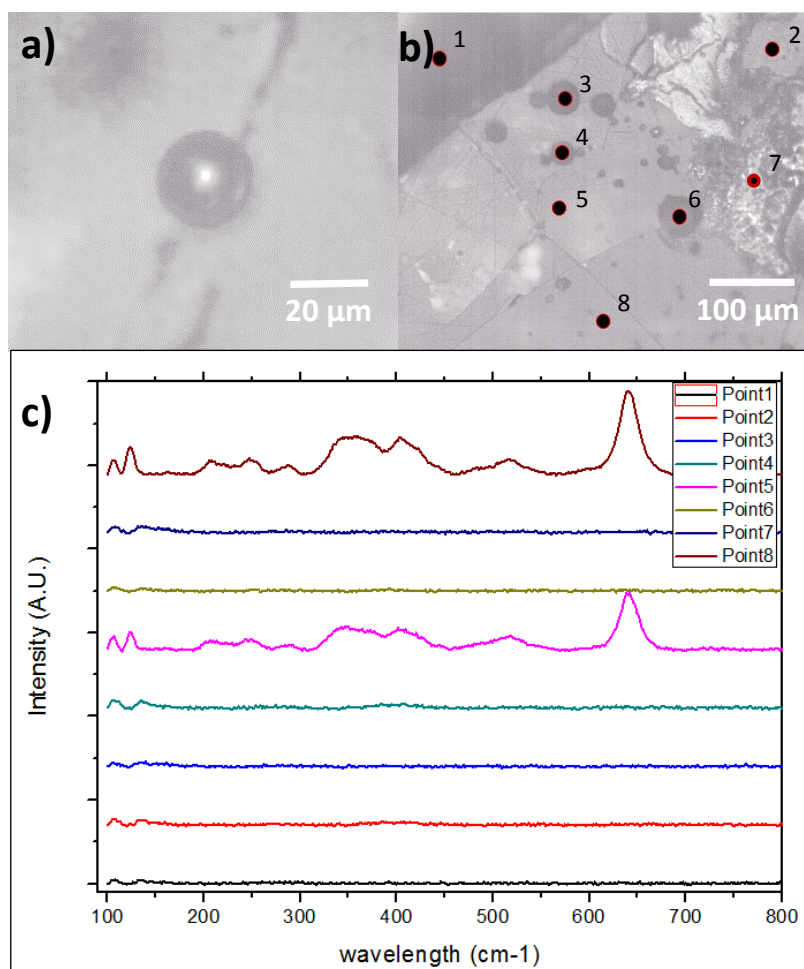 a)
20 µm
b)
1
2
3
4
5
6
7
8
100 µm
c)
Point1
Point2
Point3
Point4
Point5
Point6
Point7
Point8
Intensity (A.U.)
100 200 300 400 500 600 700 800
wavelength (cm-1)